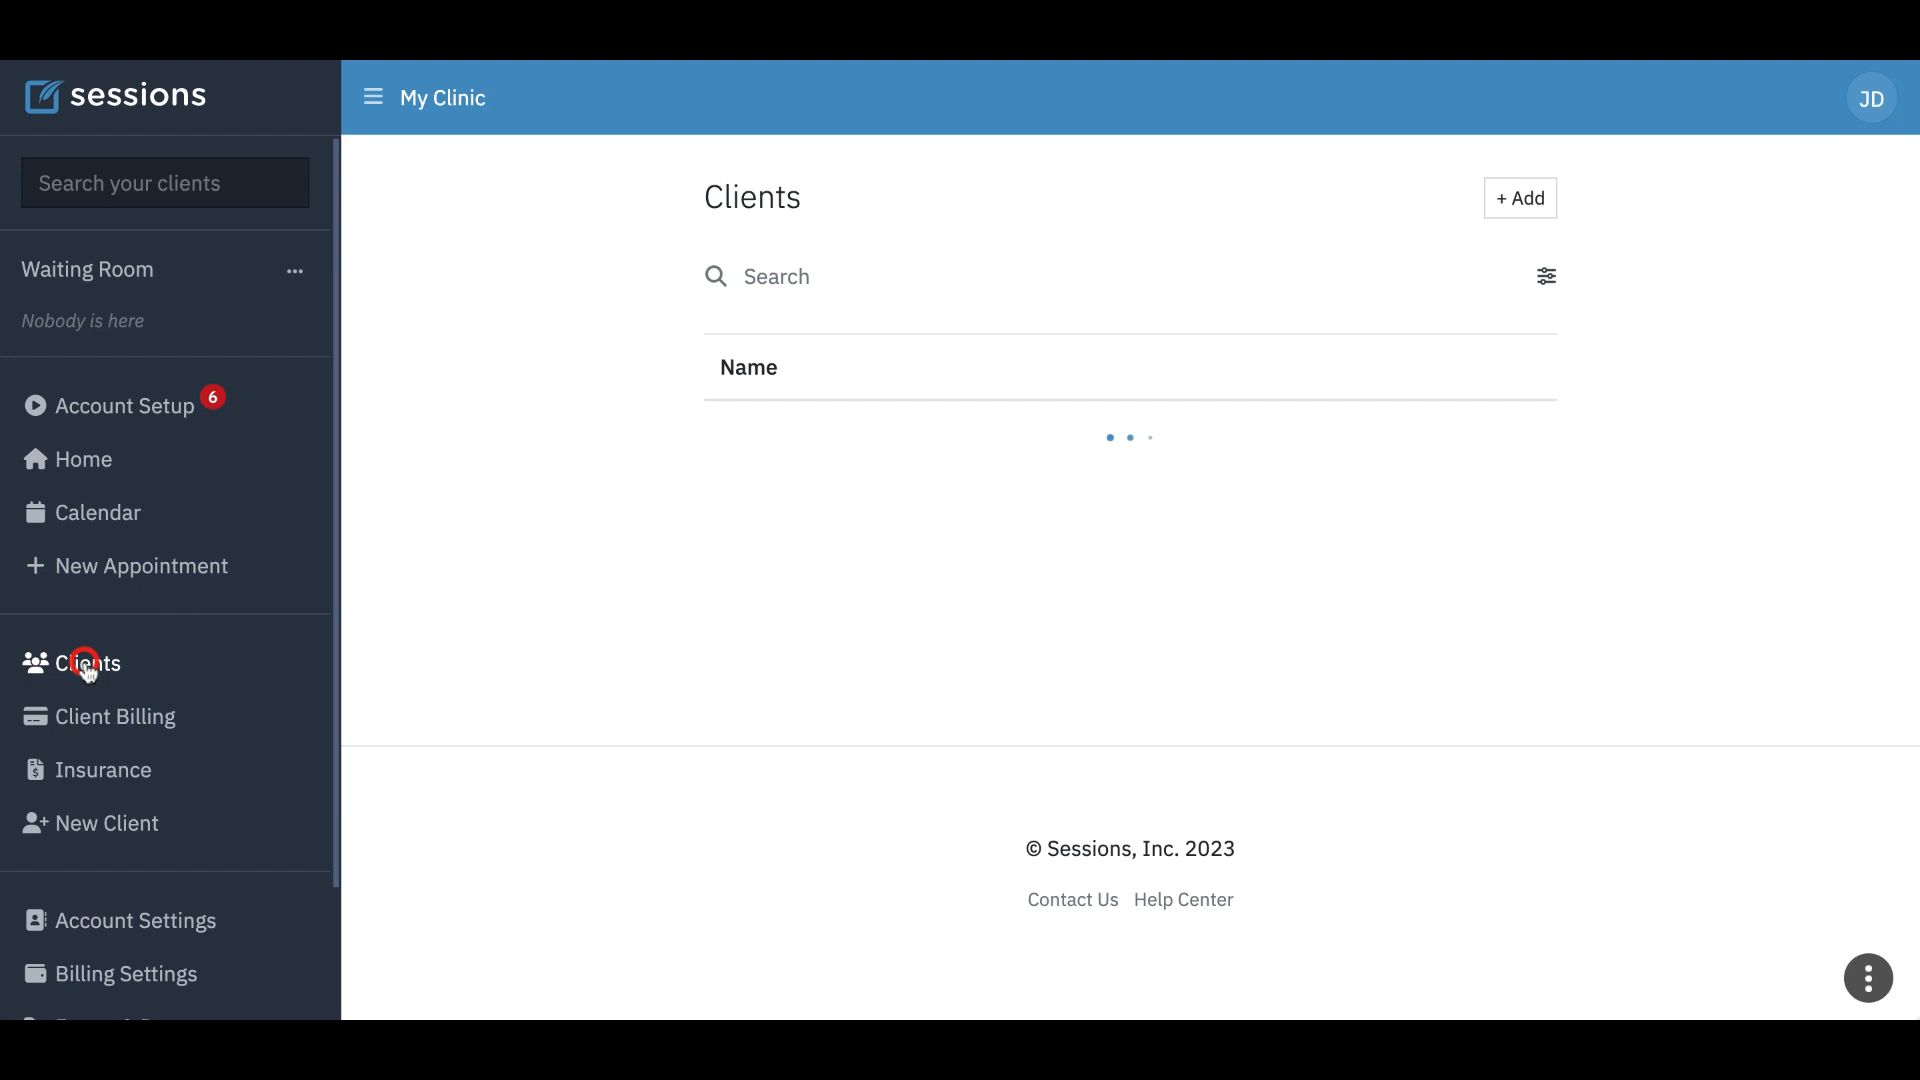 sessions
My Clinic
JD
Search your clients
Waiting Room
Nobody is here
Account Setup 6
Home
Calendar
+ New Appointment
Clients
Client Billing
Insurance
New Client
Account Settings
Billing Settings
Clients
+ Add
Search
Name
© Sessions, Inc. 2023
Contact Us Help Center